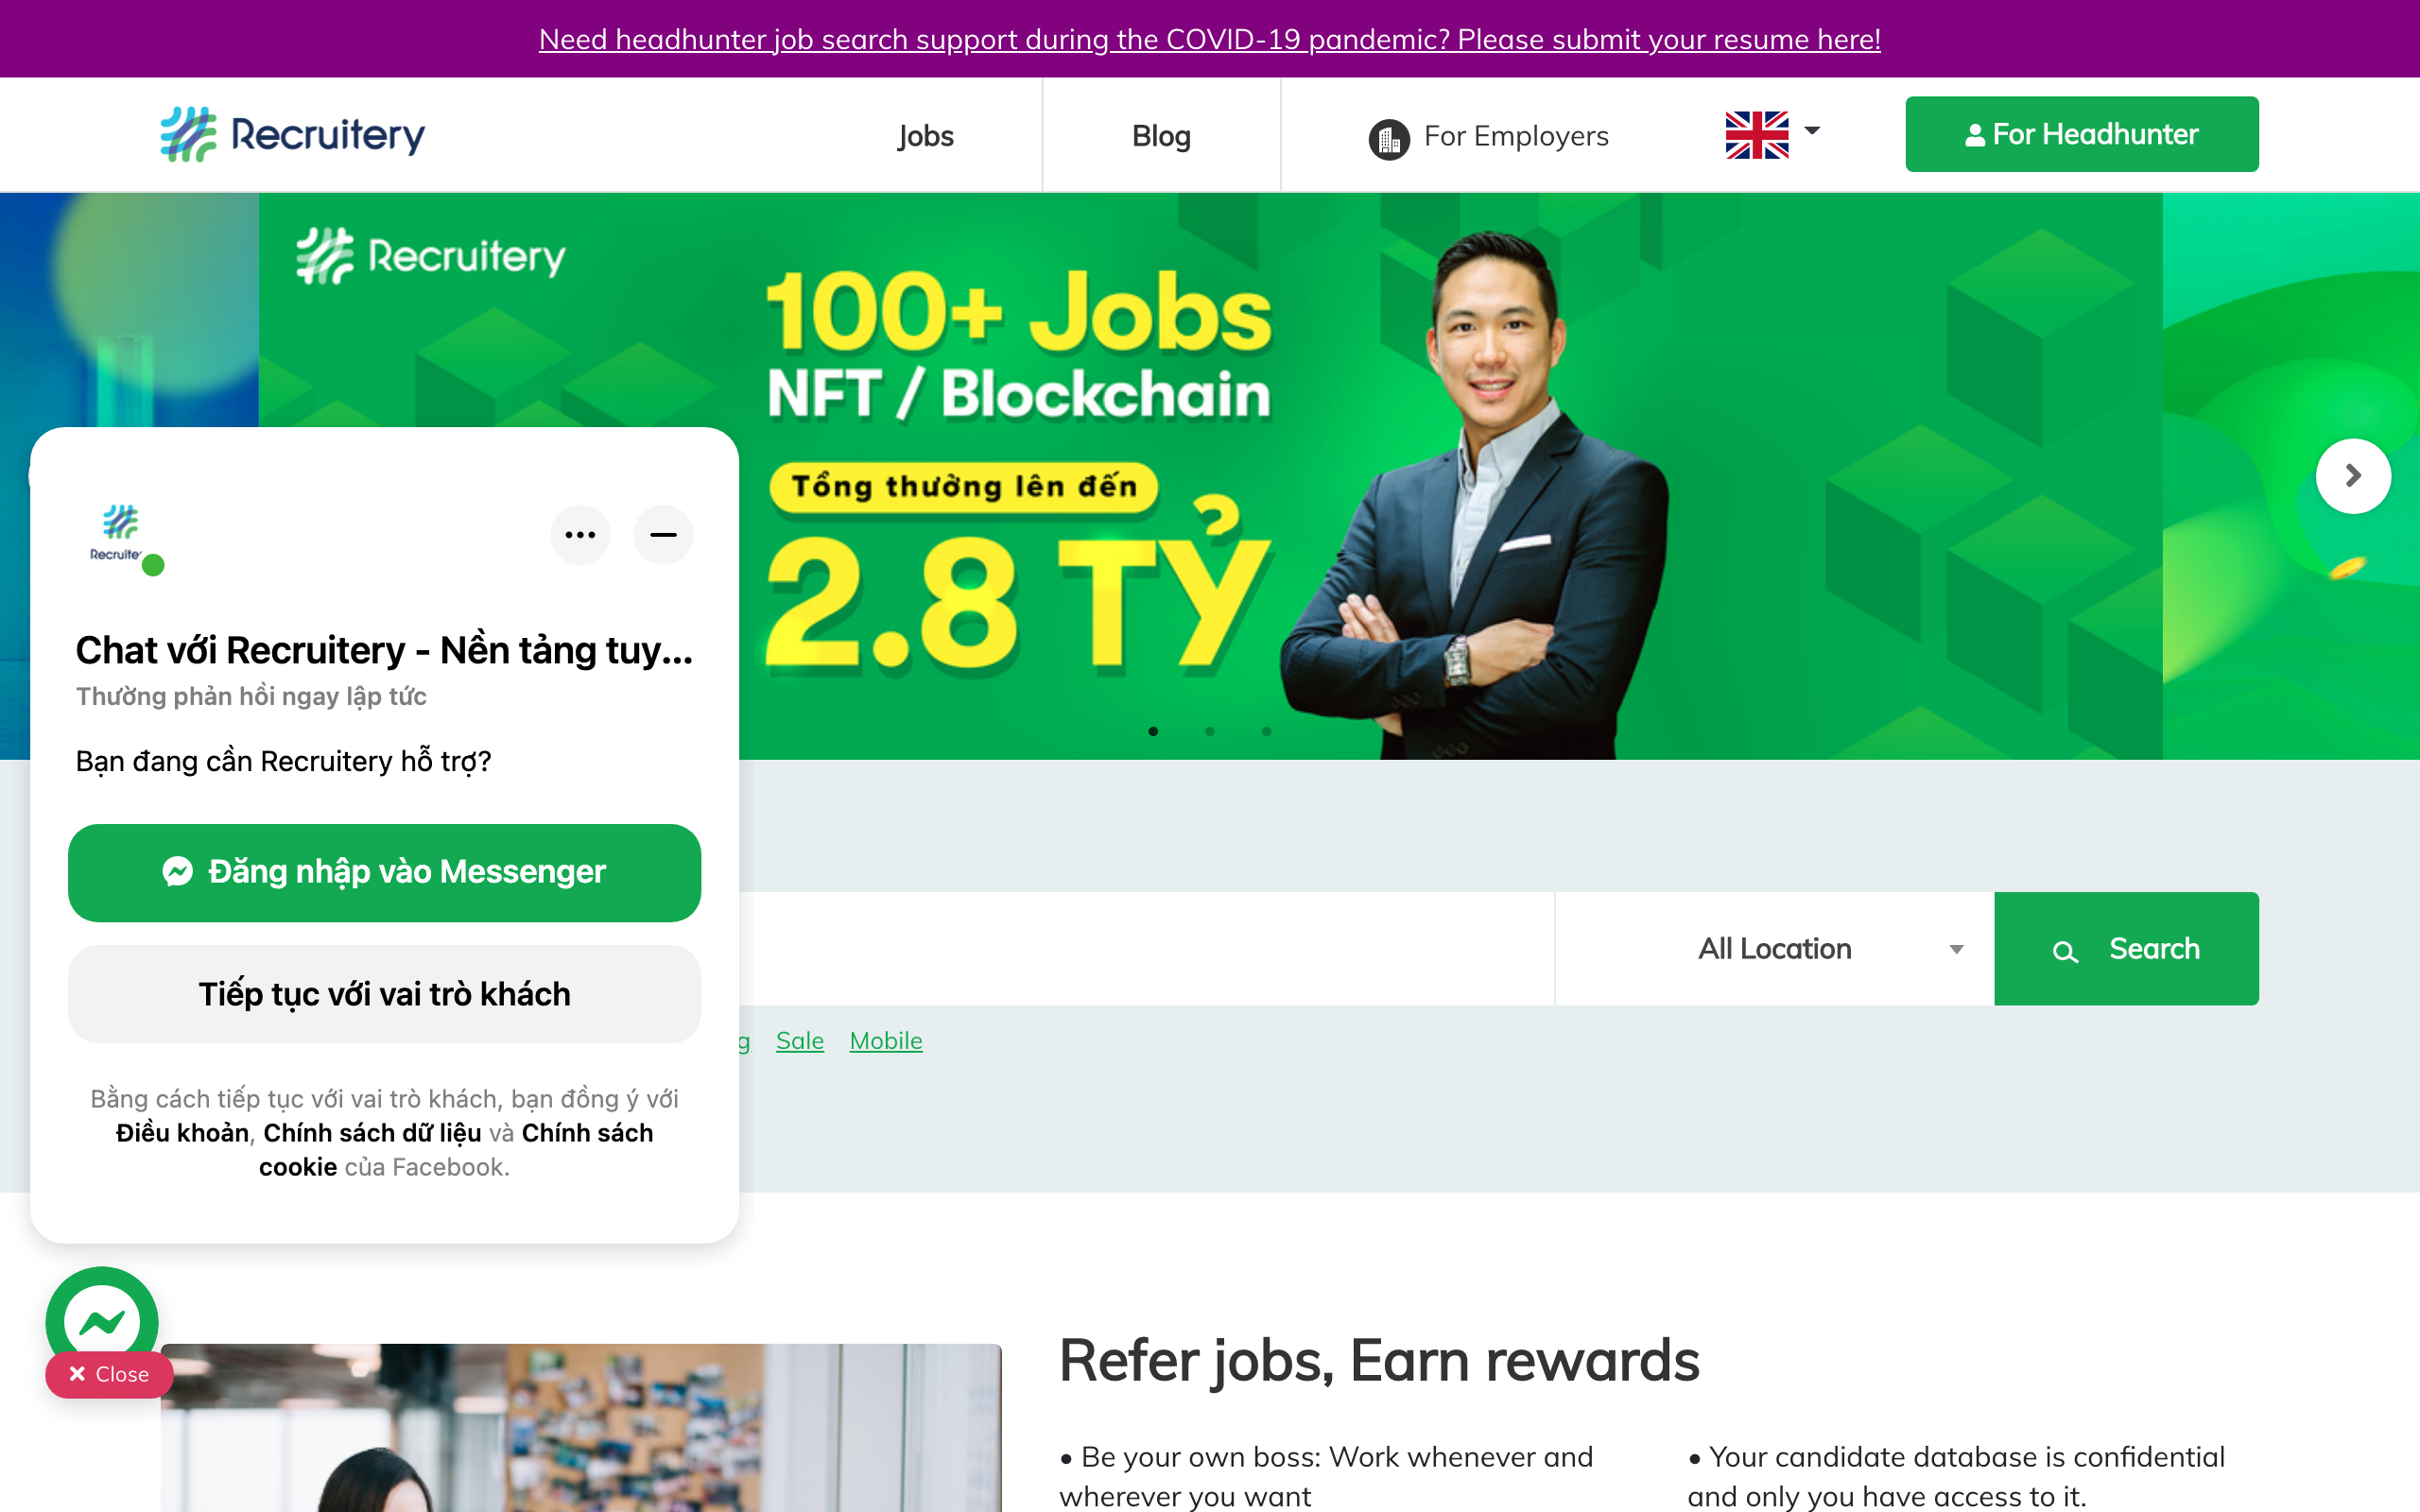 Need headhunter job search support during the COVID-19 pandemic? Please submit your resume here!
Recruitery
Jobs
Blog
For Employers
For Headhunter
Recruitery
100+ Jobs
NFT / Blockchain
Tổng thưởng lên đến
2.8 TỶ
Chat với Recruitery - Nền tảng tuy...
Thường phản hồi ngay lập tức
Bạn đang cần Recruitery hỗ trợ?
Đăng nhập vào Messenger
Tiếp tục với vai trò khách
Bằng cách tiếp tục với vai trò khách, bạn đồng ý với
Điều khoản, Chính sách dữ liệu và Chính sách
cookie của Facebook.
All Location
Search
Sale
Mobile
Close
Refer jobs, Earn rewards
• Be your own boss: Work whenever and
wherever you want
• Your candidate database is confidential
and only you have access to it.